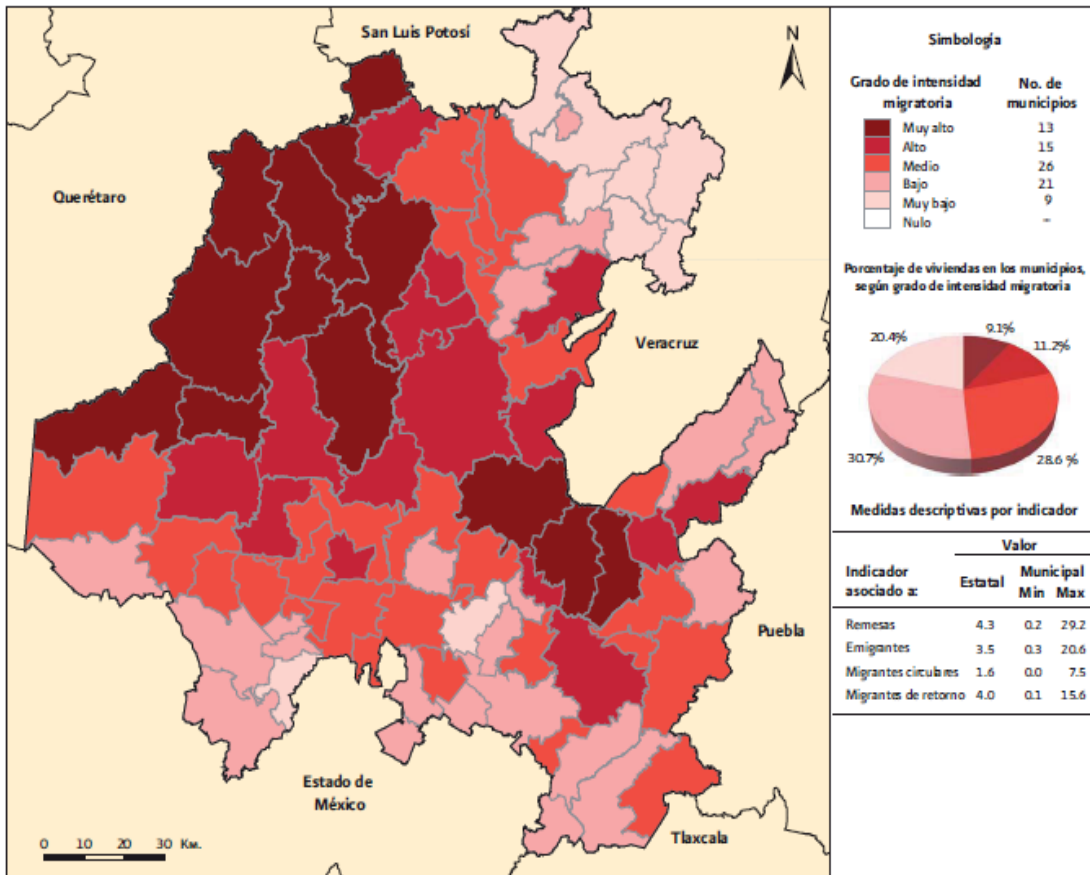 San Luis Potosí
N
Querétaro
Veracruz
Puebla
Estado de
México
Tlaxcala
0 10 20 30 Km.
Simbología
Grado de intensidad migratoria No. de municipios
Muy alto 13
Alto 15
Medio 26
Bajo 21
Muy bajo 9
Nulo -
Porcentaje de viviendas en los municipios,
según grado de intensidad migratoria
9.1%
11.2%
28.6 %
30.7%
20.4%
Medidas descriptivas por indicador
Valor
Indicador asociado a: Estatal Municipal Min Max
Remesas 4.3 0.2 29.2
Emigrantes 3.5 0.3 20.6
Migrantes circulares 1.6 0.0 7.5
Migrantes de retorno 4.0 0.1 15.6